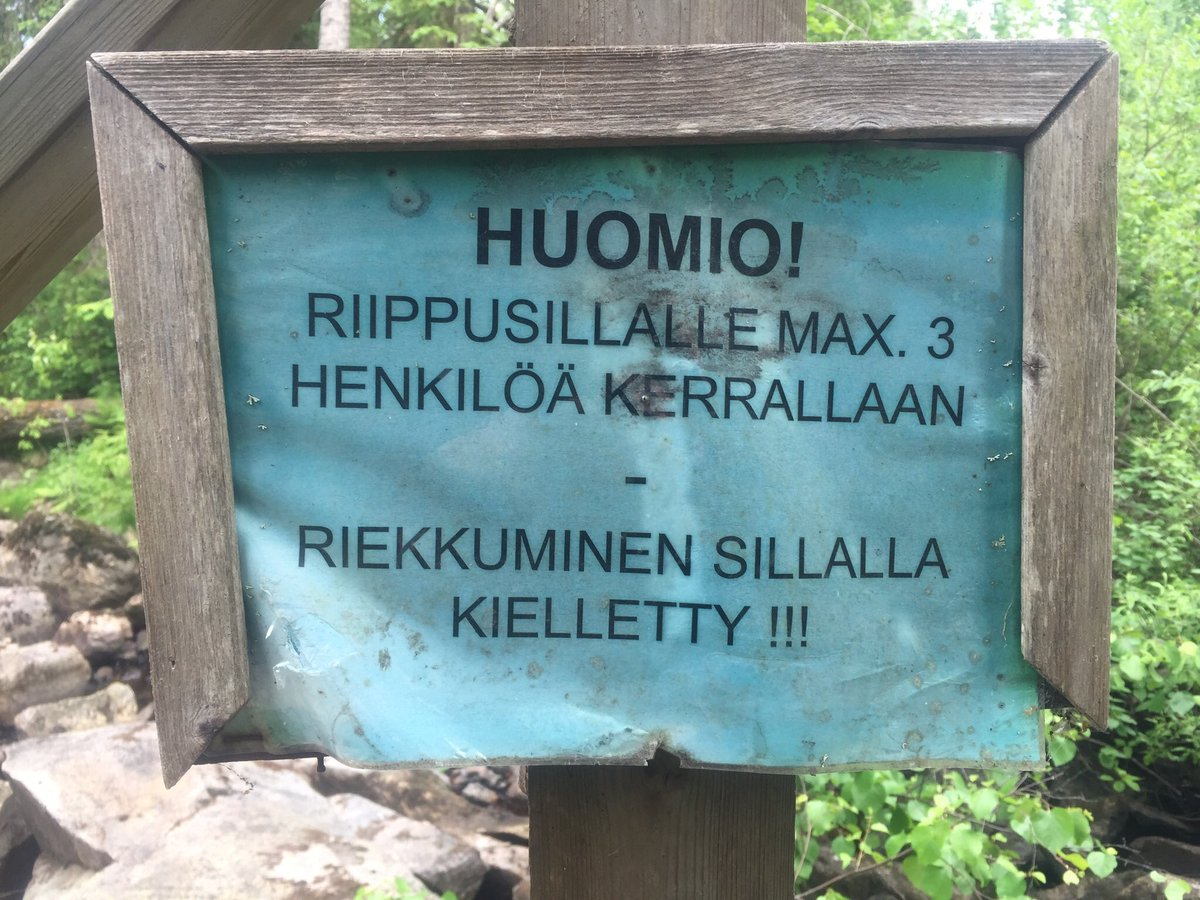 HUOMIO!
RIIPPUSILLALLE MAX. 3
HENKILÖÄ KERRALLAAN
-
RIEKKUMINEN SILLALLA
KIELLETTY !!!